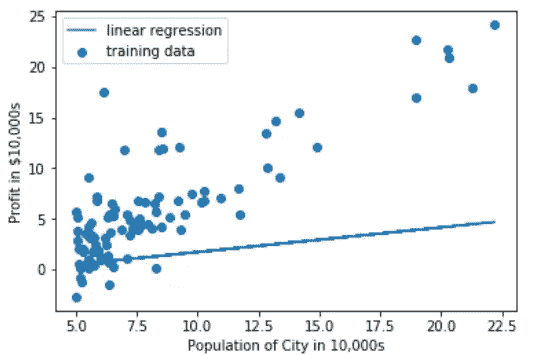 linear regression
training data
25
20
15
10
5
0
Profit in $10,000s
5.0 7.5 10.0 12.5 15.0 17.5 20.0 22.5
Population of City in 10,000s